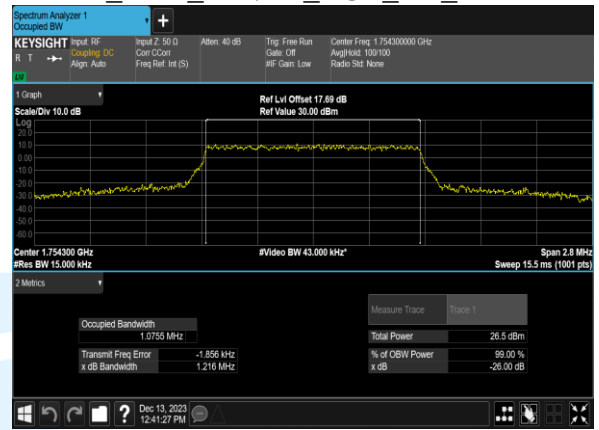 Spectrum Analyzer 1
Occupied BW
+
KEYSIGHT
R T
LV
Input: RF
Coupling: DC
Align: Auto
Input Z: 50 Ω
Corr CCorr
Freq Ref: Int (S)
Atten: 40 dB
Trig: Free Run
Gate: Off
#IF Gain: Low
Center Freq: 1.754300000 GHz
Avg|Hold: 100/100
Radio Std: None
1 Graph
Scale/Div 10.0 dB
Ref Lvl Offset 17.69 dB
Ref Value 30.00 dBm
Log
20.0
10.0
0.00
-10.0
-20.0
-30.0
-40.0
-50.0
-60.0
Center 1.754300 GHz
#Res BW 15.000 kHz
#Video BW 43.000 kHz*
Span 2.8 MHz
Sweep 15.5 ms (1001 pts)
2 Metrics
Measure Trace
Trace 1
Occupied Bandwidth
1.0755 MHz
Total Power
26.5 dBm
Transmit Freq Error
-1.856 kHz
% of OBW Power
99.00 %
x dB Bandwidth
1.216 MHz
x dB
-26.00 dB
?
Dec 13, 2023
12:41:27 PM